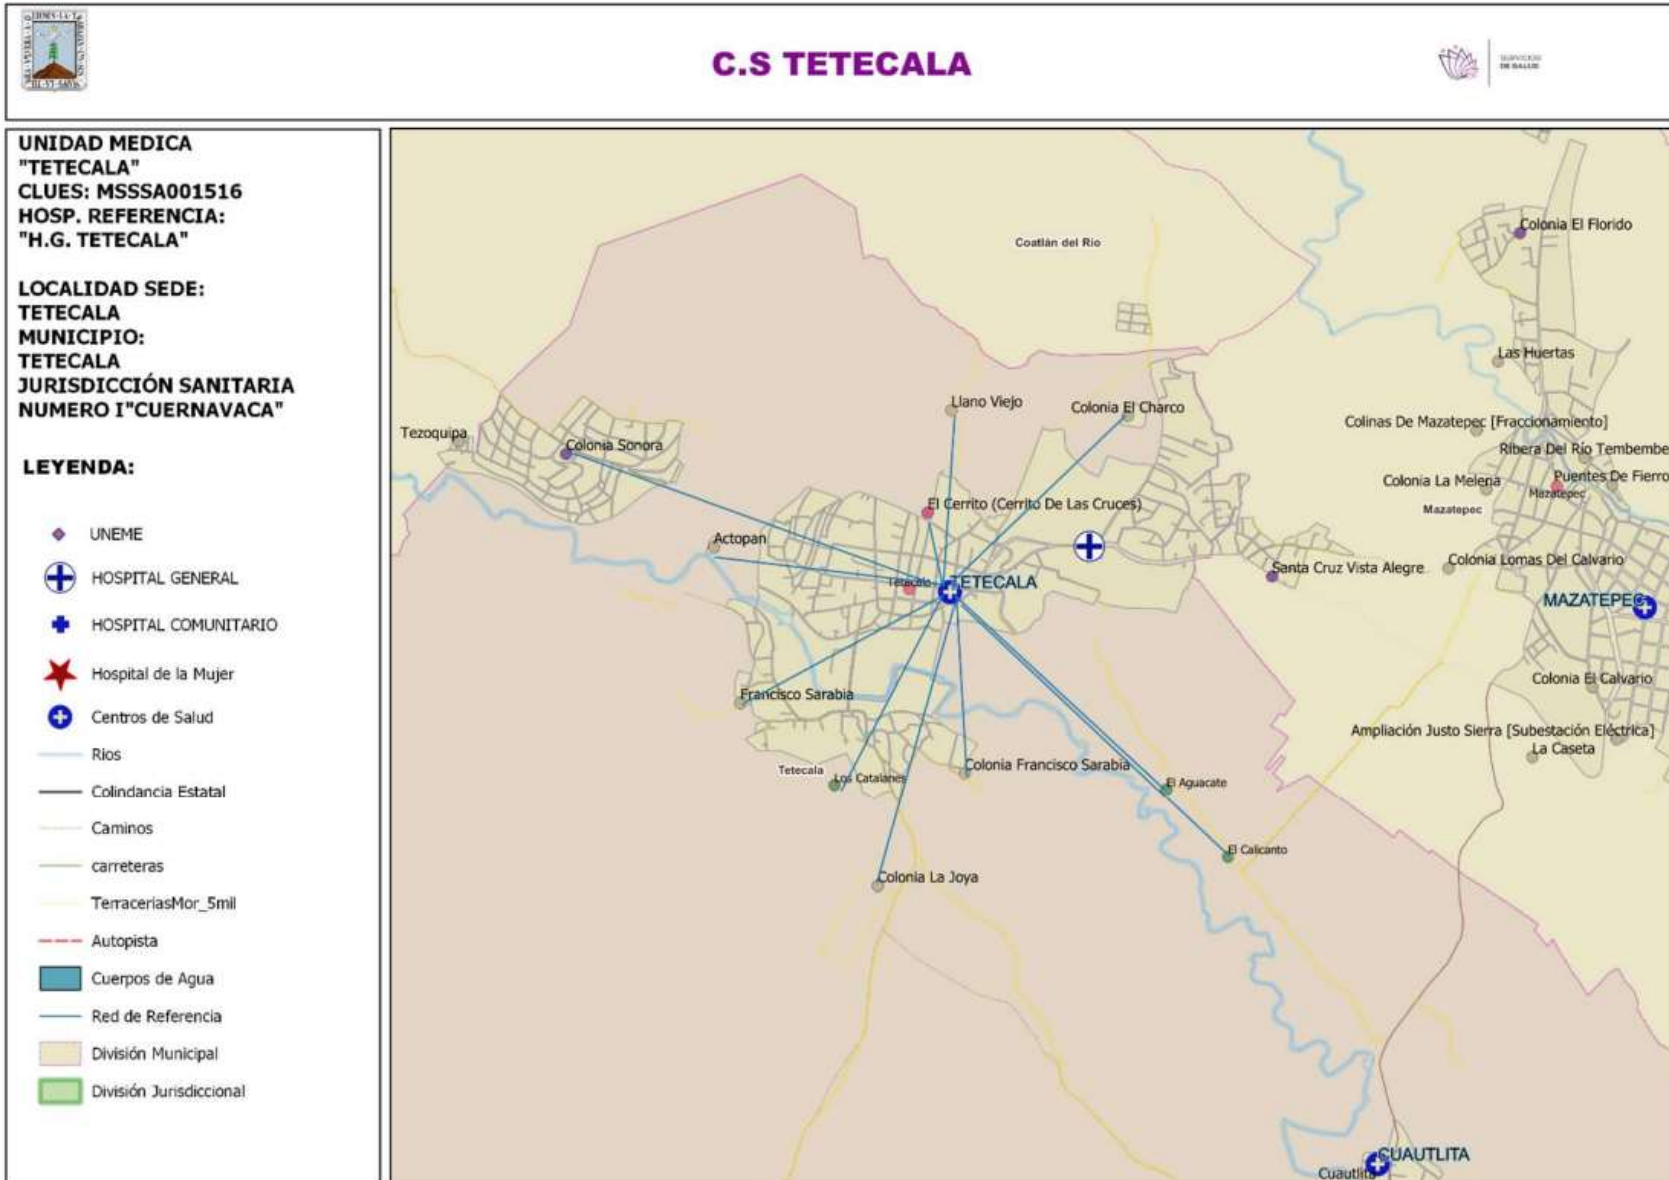 C.S TETECALA
SERVICIOS
DE SALUD
UNIDAD MEDICA
"TETECALA"
CLUES: MSSSA001516
HOSP. REFERENCIA:
"H.G. TETECALA"
LOCALIDAD SEDE:
TETECALA
MUNICIPIO:
TETECALA
JURISDICCIÓN SANITARIA
NUMERO I"CUERNAVACA"
LEYENDA:
UNEME
HOSPITAL GENERAL
HOSPITAL COMUNITARIO
Hospital de la Mujer
Centros de Salud
Rios
Colindancia Estatal
Caminos
carreteras
TerraceriasMor_5mil
Autopista
Cuerpos de Agua
Red de Referencia
División Municipal
División Jurisdiccional
Colonia El Florido
Coatlán del Río
Las Huertas
Llano Viejo
Colonia El Charco
Colinas De Mazatepec [Fraccionamiento]
Tezoquipa
Colonia Sonora
Ribera Del Río Tembembe
Colonia La Melena
Puentes De Fierro
Mazatepec
Mazatepec
El Cerrito (Cerrito De Las Cruces)
Actopan
Santa Cruz Vista Alegre
Colonia Lomas Del Calvario
Tetecala
TETECALA
MAZATEPEC
Colonia El Calvario
Francisco Sarabia
Ampliación Justo Sierra [Subestación Eléctrica]
La Caseta
Tetecala
Los Catalanes
Colonia Francisco Sarabia
El Aguacate
El Calicanto
Colonia La Joya
CUAUTLITA
Cuautlita